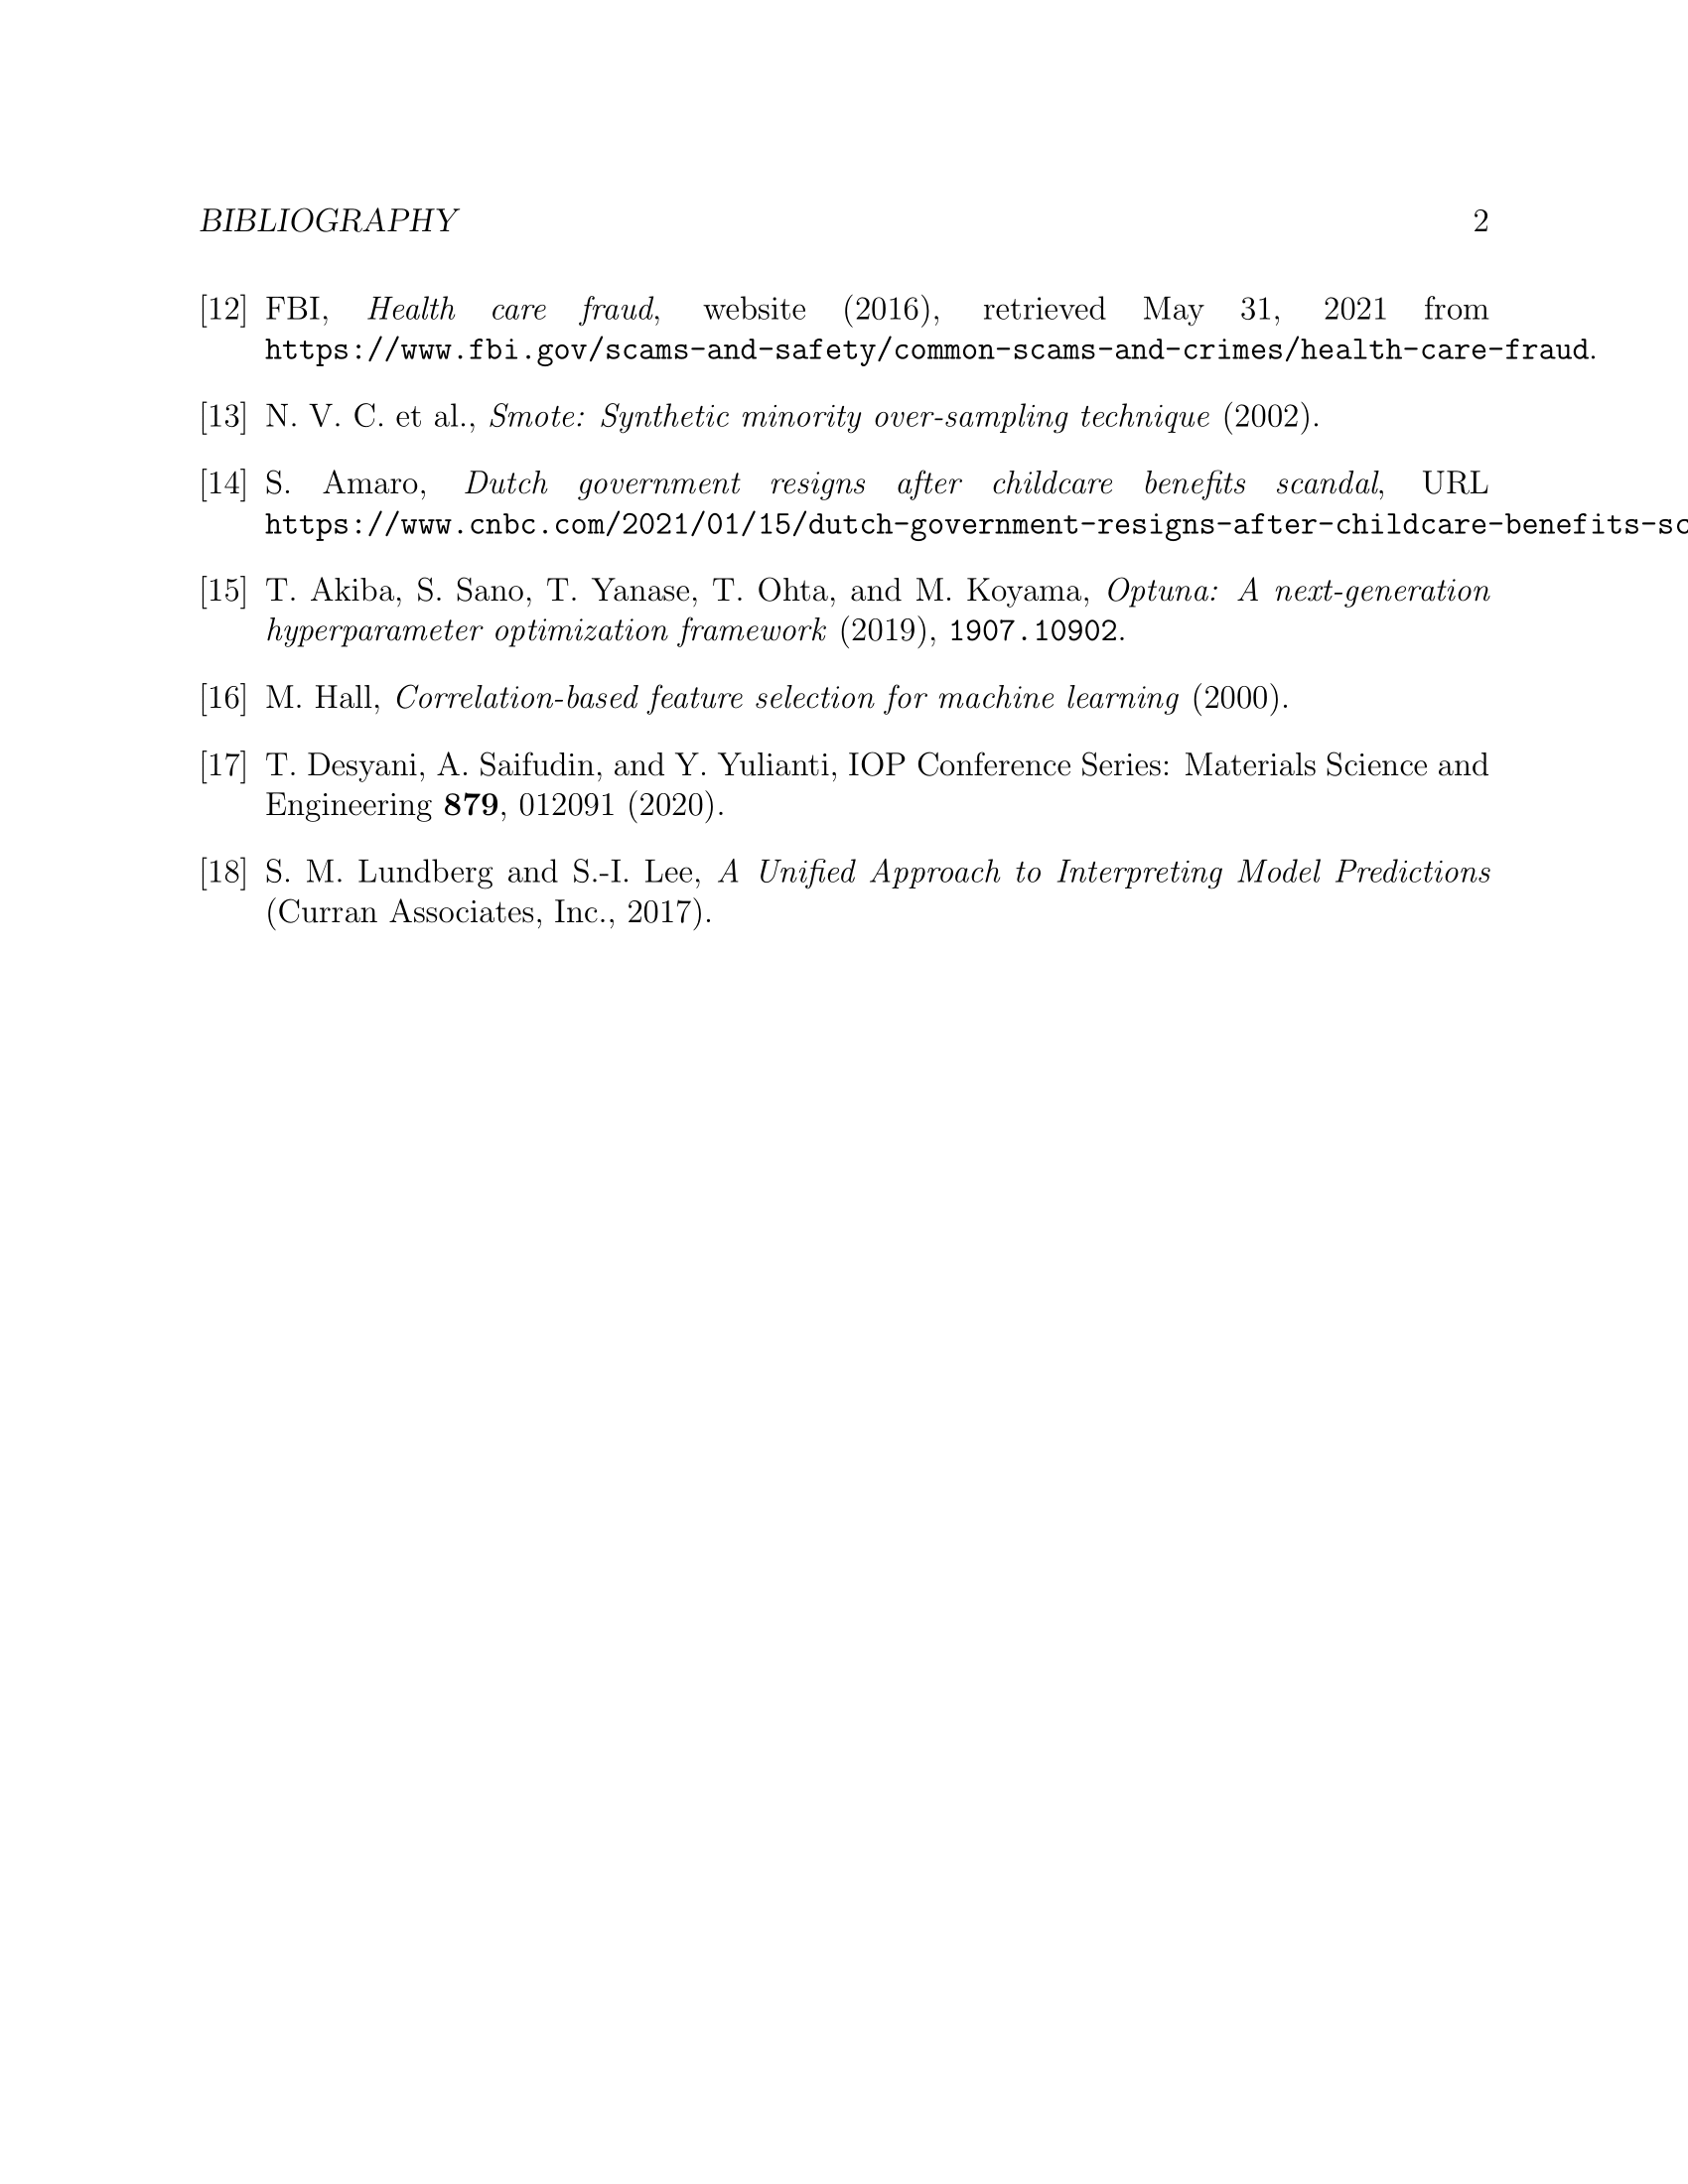 BIBLIOGRAPHY 2
[12] FBI, Health care fraud, website (2016), retrieved May 31, 2021 from
https://www.fbi.gov/scams-and-safety/common-scams-and-crimes/health-care-fraud.
[13] N. V. C. et al., Smote: Synthetic minority over-sampling technique (2002).
[14] S. Amaro, Dutch government resigns after childcare benefits scandal, URL
https://www.cnbc.com/2021/01/15/dutch-government-resigns-after-childcare-benefits-sc
[15] T. Akiba, S. Sano, T. Yanase, T. Ohta, and M. Koyama, Optuna: A next-generation
hyperparameter optimization framework (2019), 1907.10902.
[16] M. Hall, Correlation-based feature selection for machine learning (2000).
[17] T. Desyani, A. Saifudin, and Y. Yulianti, IOP Conference Series: Materials Science and
Engineering 879, 012091 (2020).
[18] S. M. Lundberg and S.-I. Lee, A Unified Approach to Interpreting Model Predictions
(Curran Associates, Inc., 2017).